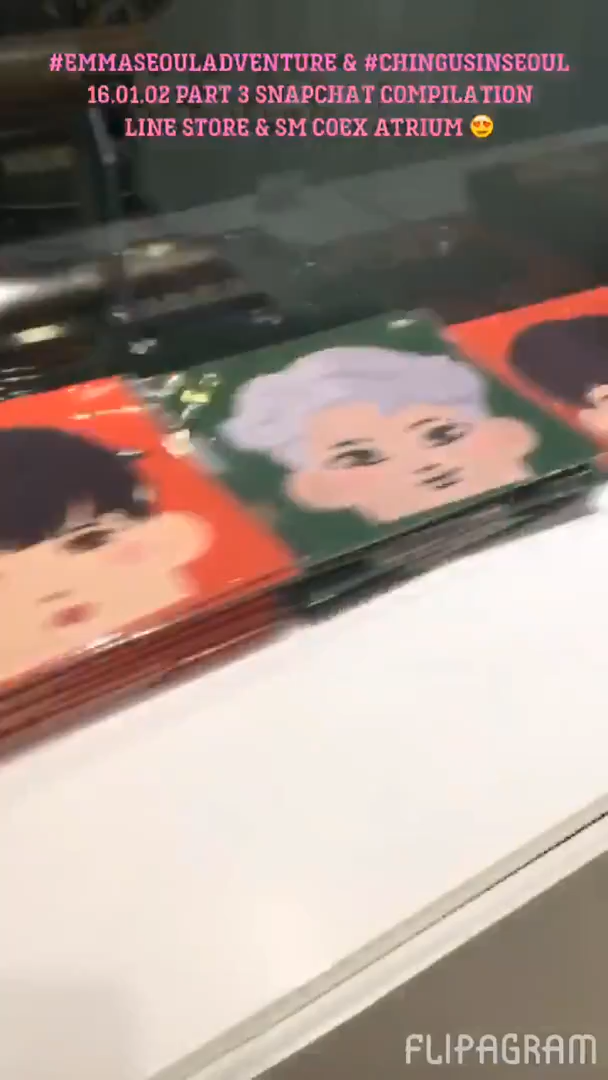 #EMMASEOULADVENTURE & #CHINGUSINSEOUL
16.01.02 PART 3 SNAPCHAT COMPILATION
LINE STORE & SM COEX ATRIUM 😍
FLIPAGRAM